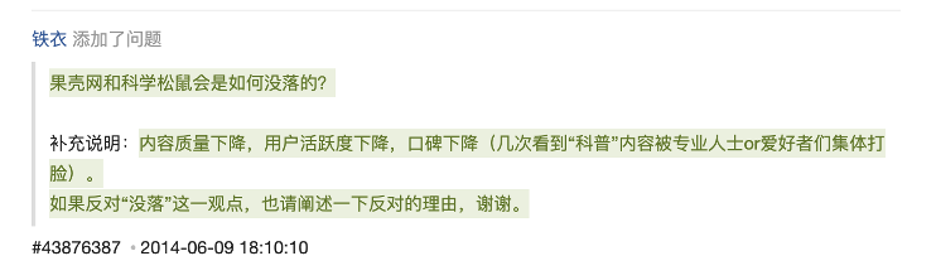 铁衣 添加了问题
果壳网和科学松鼠会是如何没落的？
补充说明：内容质量下降，用户活跃度下降，口碑下降（几次看到“科普”内容被专业人士or爱好者们集体打
脸）。
如果反对“没落”这一观点，也请阐述一下反对的理由，谢谢。
#43876387 • 2014-06-09 18:10:10